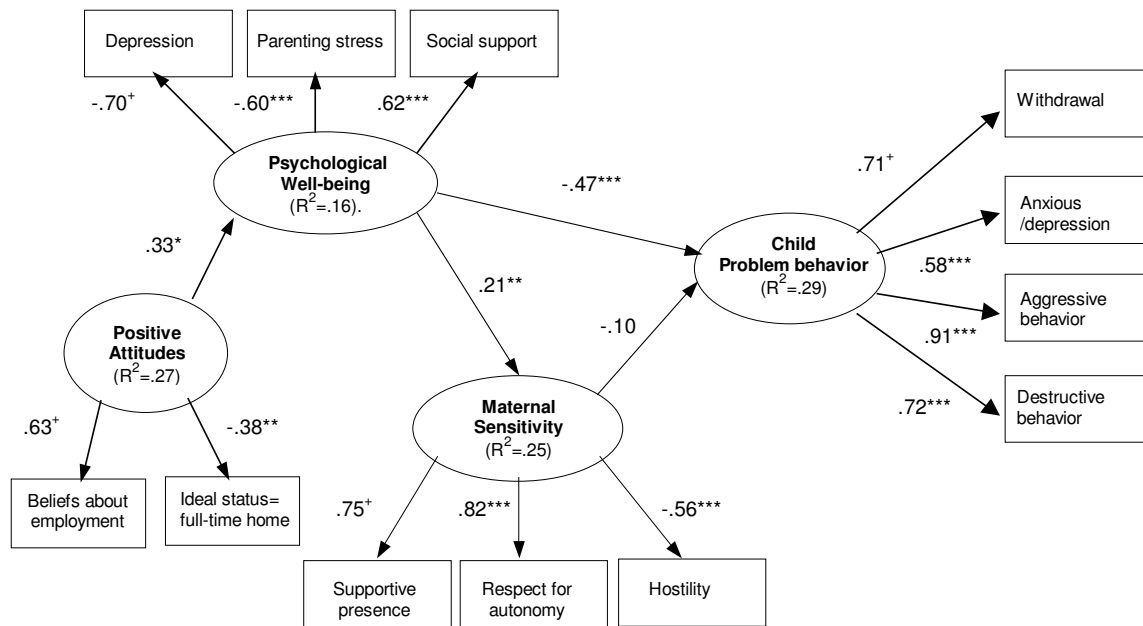 Depression
Parenting stress
Social support
-.70+
-.60***
.62***
Withdrawal
Psychological
Well-being
(R2=.16).
-.47***
.71+
Anxious
/depression
Child
Problem behavior
(R2=.29)
.58***
.33*
.21**
Aggressive
behavior
-.10
.91***
Positive
Attitudes
(R2=.27)
.72***
Destructive
behavior
Maternal
Sensitivity
(R2=.25)
.63+
-.38**
Beliefs about
employment
Ideal status=
full-time home
.75+
.82***
-.56***
Supportive
presence
Respect for
autonomy
Hostility